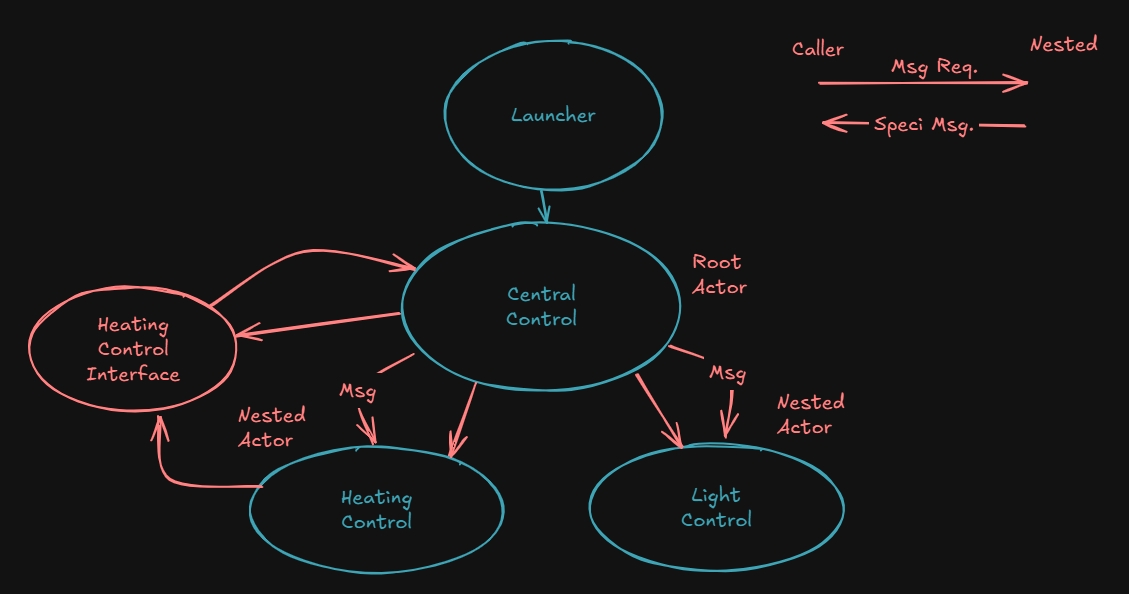 Caller
Nested
Msg Req.
Speci Msg.
Launcher
Central
Control
Root
Actor
Heating
Control
Interface
Msg
Msg
Nested
Actor
Nested
Actor
Heating
Control
Light
Control